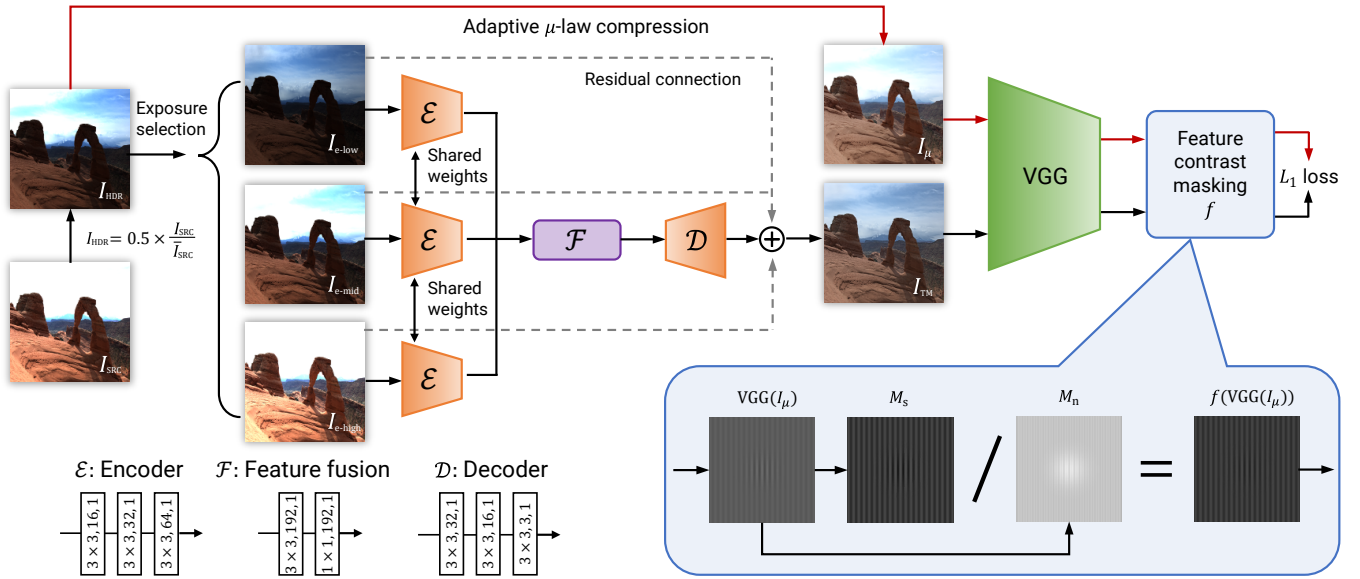 Adaptive μ-law compression
Residual connection
Exposure
selection
I_HDR
I_HDR = 0.5 × I_SRC / Ī_SRC
I_SRC
I_e-low
I_e-mid
I_e-high
ℰ
Shared
weights
ℰ
Shared
weights
ℰ
ℱ
𝒟
+
I_μ
I_TM
VGG
Feature
contrast
masking
f
L_1 loss
VGG(I_μ)
M_s
M_n
f(VGG(I_μ))
/
=
ℰ: Encoder
ℱ: Feature fusion
𝒟: Decoder
3 × 3, 16, 1
3 × 3, 32, 1
3 × 3, 64, 1
3 × 3, 192, 1
1 × 1, 192, 1
3 × 3, 32, 1
3 × 3, 16, 1
3 × 3, 3, 1